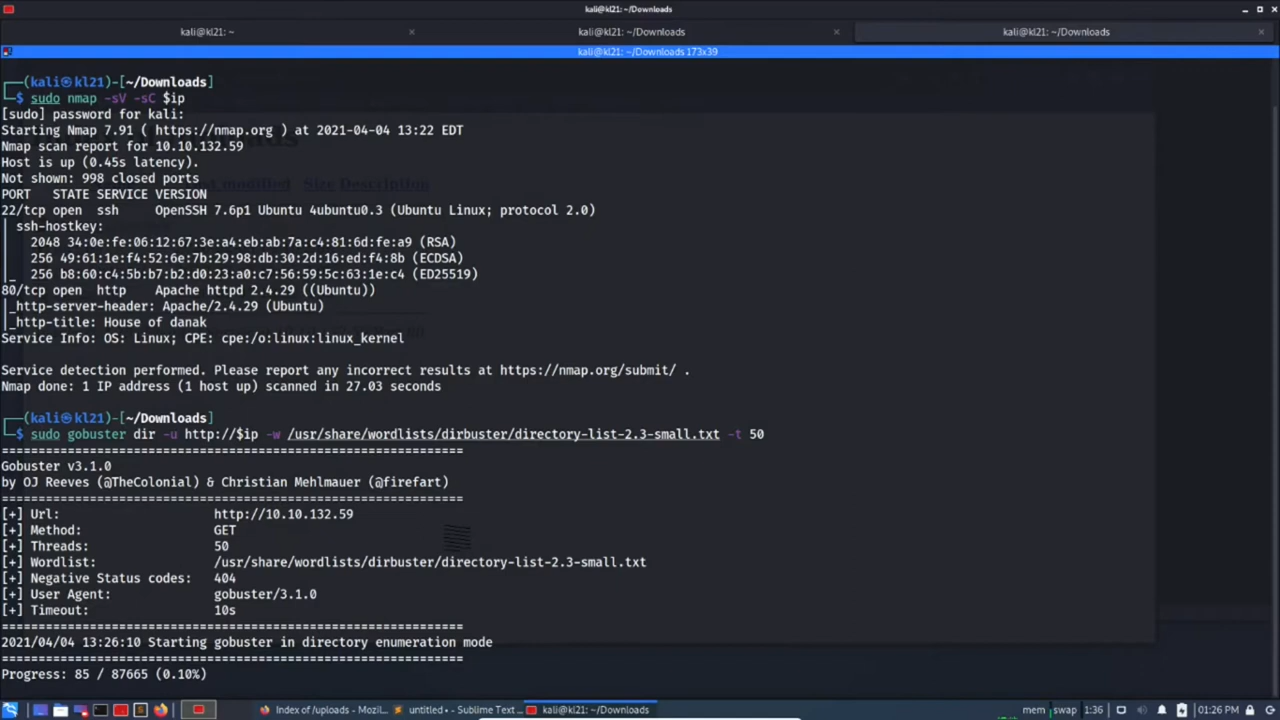 kali@kl21: ~/Downloads
kali@kl21: ~
kali@kl21: ~/Downloads
kali@kl21: ~/Downloads
kali@kl21: ~/Downloads 173x39
┌──(kali㉿kl21)-[~/Downloads]
└─$ sudo nmap -sV -sC $ip
[sudo] password for kali:
Starting Nmap 7.91 ( https://nmap.org ) at 2021-04-04 13:22 EDT
Nmap scan report for 10.10.132.59
Host is up (0.45s latency).
Not shown: 998 closed ports
PORT   STATE SERVICE VERSION
22/tcp open  ssh     OpenSSH 7.6p1 Ubuntu 4ubuntu0.3 (Ubuntu Linux; protocol 2.0)
| ssh-hostkey:
|   2048 34:0e:fe:06:12:67:3e:a4:eb:ab:7a:c4:81:6d:fe:a9 (RSA)
|   256 49:61:1e:f4:52:6e:7b:29:98:db:30:2d:16:ed:f4:8b (ECDSA)
|_  256 b8:60:c4:5b:b7:b2:d0:23:a0:c7:56:59:5c:63:1e:c4 (ED25519)
80/tcp open  http    Apache httpd 2.4.29 ((Ubuntu))
|_http-server-header: Apache/2.4.29 (Ubuntu)
|_http-title: House of danak
Service Info: OS: Linux; CPE: cpe:/o:linux:linux_kernel
Service detection performed. Please report any incorrect results at https://nmap.org/submit/ .
Nmap done: 1 IP address (1 host up) scanned in 27.03 seconds
┌──(kali㉿kl21)-[~/Downloads]
└─$ sudo gobuster dir -u http://$ip -w /usr/share/wordlists/dirbuster/directory-list-2.3-small.txt -t 50
===============================================================
Gobuster v3.1.0
by OJ Reeves (@TheColonial) & Christian Mehlmauer (@firefart)
===============================================================
[+] Url:                     http://10.10.132.59
[+] Method:                  GET
[+] Threads:                 50
[+] Wordlist:                /usr/share/wordlists/dirbuster/directory-list-2.3-small.txt
[+] Negative Status codes:   404
[+] User Agent:              gobuster/3.1.0
[+] Timeout:                 10s
===============================================================
2021/04/04 13:26:10 Starting gobuster in directory enumeration mode
===============================================================
Progress: 85 / 87665 (0.10%)
Index of /uploads - Mozil... untitled • - Sublime Text ... kali@kl21: ~/Downloads mem swap 1:36 01:26 PM